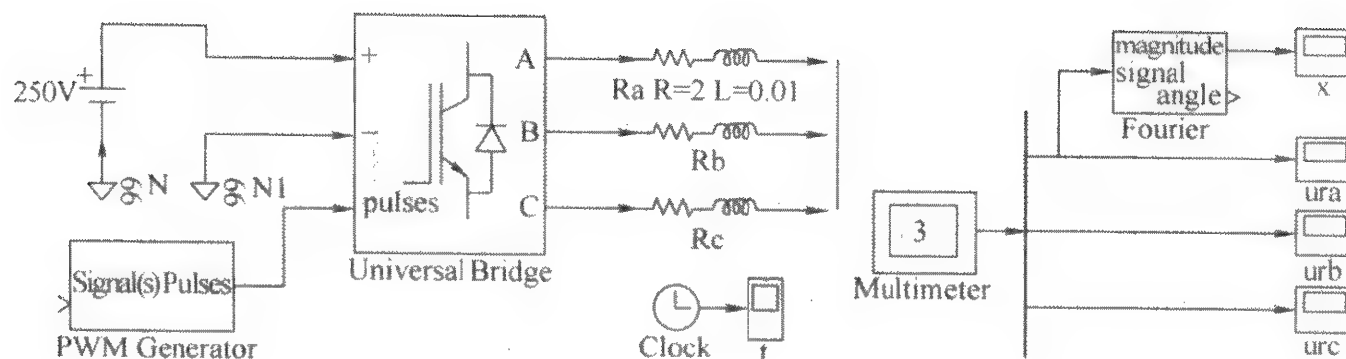 250V
+
N
N1
Signal(s) Pulses
PWM Generator
+
−
pulses
A
B
C
Universal Bridge
Ra R=2 L=0.01
Rb
Rc
Clock
t
3
Multimeter
magnitude
signal
angle
Fourier
x
ura
urb
urc